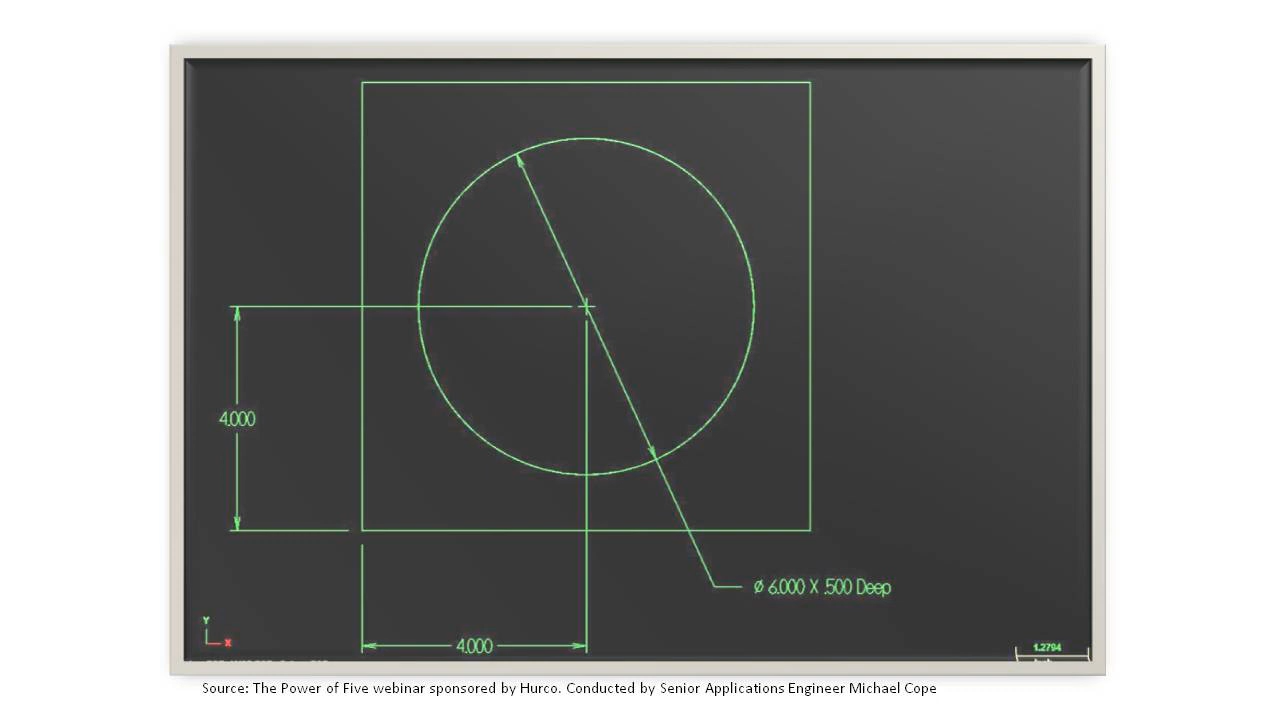 4.000
ø 6.000 X .500 Deep
Y
X
4.000
1.2794
Source: The Power of Five webinar sponsored by Hurco. Conducted by Senior Applications Engineer Michael Cope